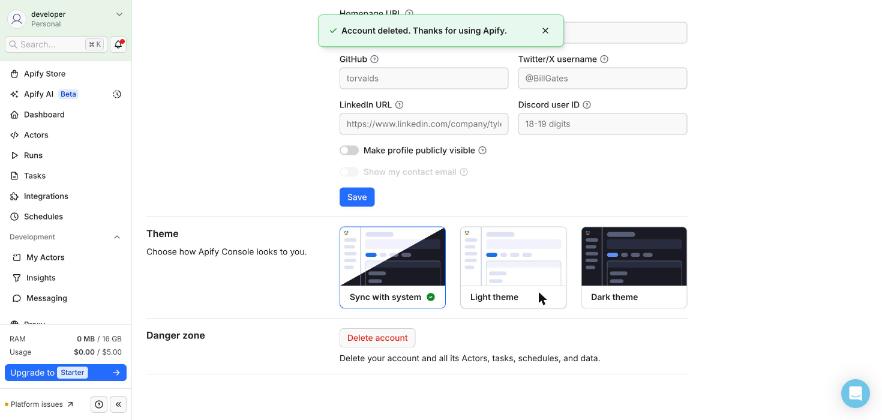 developer
Personal
Search...
⌘ K
Apify Store
Apify AI Beta
Dashboard
Actors
Runs
Tasks
Integrations
Schedules
Development
My Actors
Insights
Messaging
Proxy
RAM 0 MB / 16 GB
Usage $0.00 / $5.00
Upgrade to Starter
Platform issues
Homepage URL
Account deleted. Thanks for using Apify.
GitHub
Twitter/X username
torvalds
@BillGates
LinkedIn URL
Discord user ID
https://www.linkedin.com/company/tyle
18-19 digits
Make profile publicly visible
Show my contact email
Save
Theme
Choose how Apify Console looks to you.
Sync with system
Light theme
Dark theme
Danger zone
Delete account
Delete your account and all its Actors, tasks, schedules, and data.